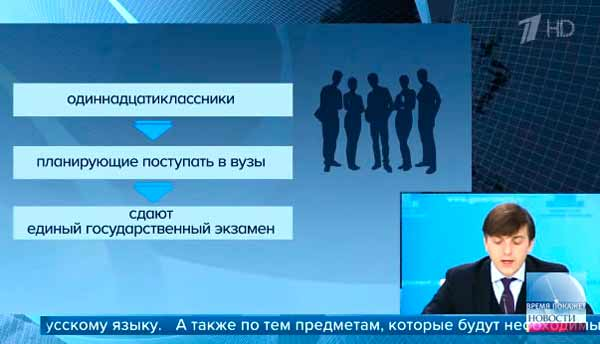 1 HD
одиннадцатиклассники
планирующие поступать в вузы
сдают
единый государственный экзамен
ВРЕМЯ ПОКАЖЕТ
НОВОСТИ
усскому языку. А также по тем предметам, которые будут необходимы